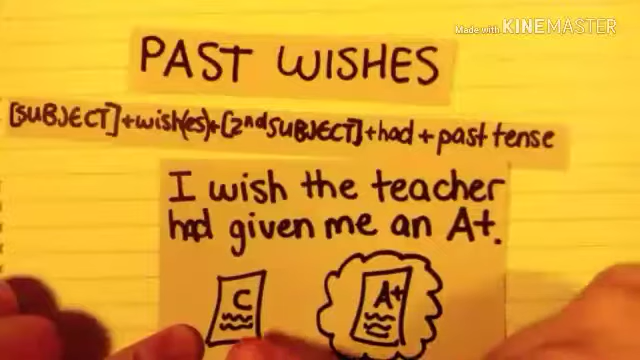 Made with KINEMASTER
PAST WISHES
[SUBJECT]+wish(es)+[2nd SUBJECT]+had+past tense
I wish the teacher
had given me an A+.
C
A+